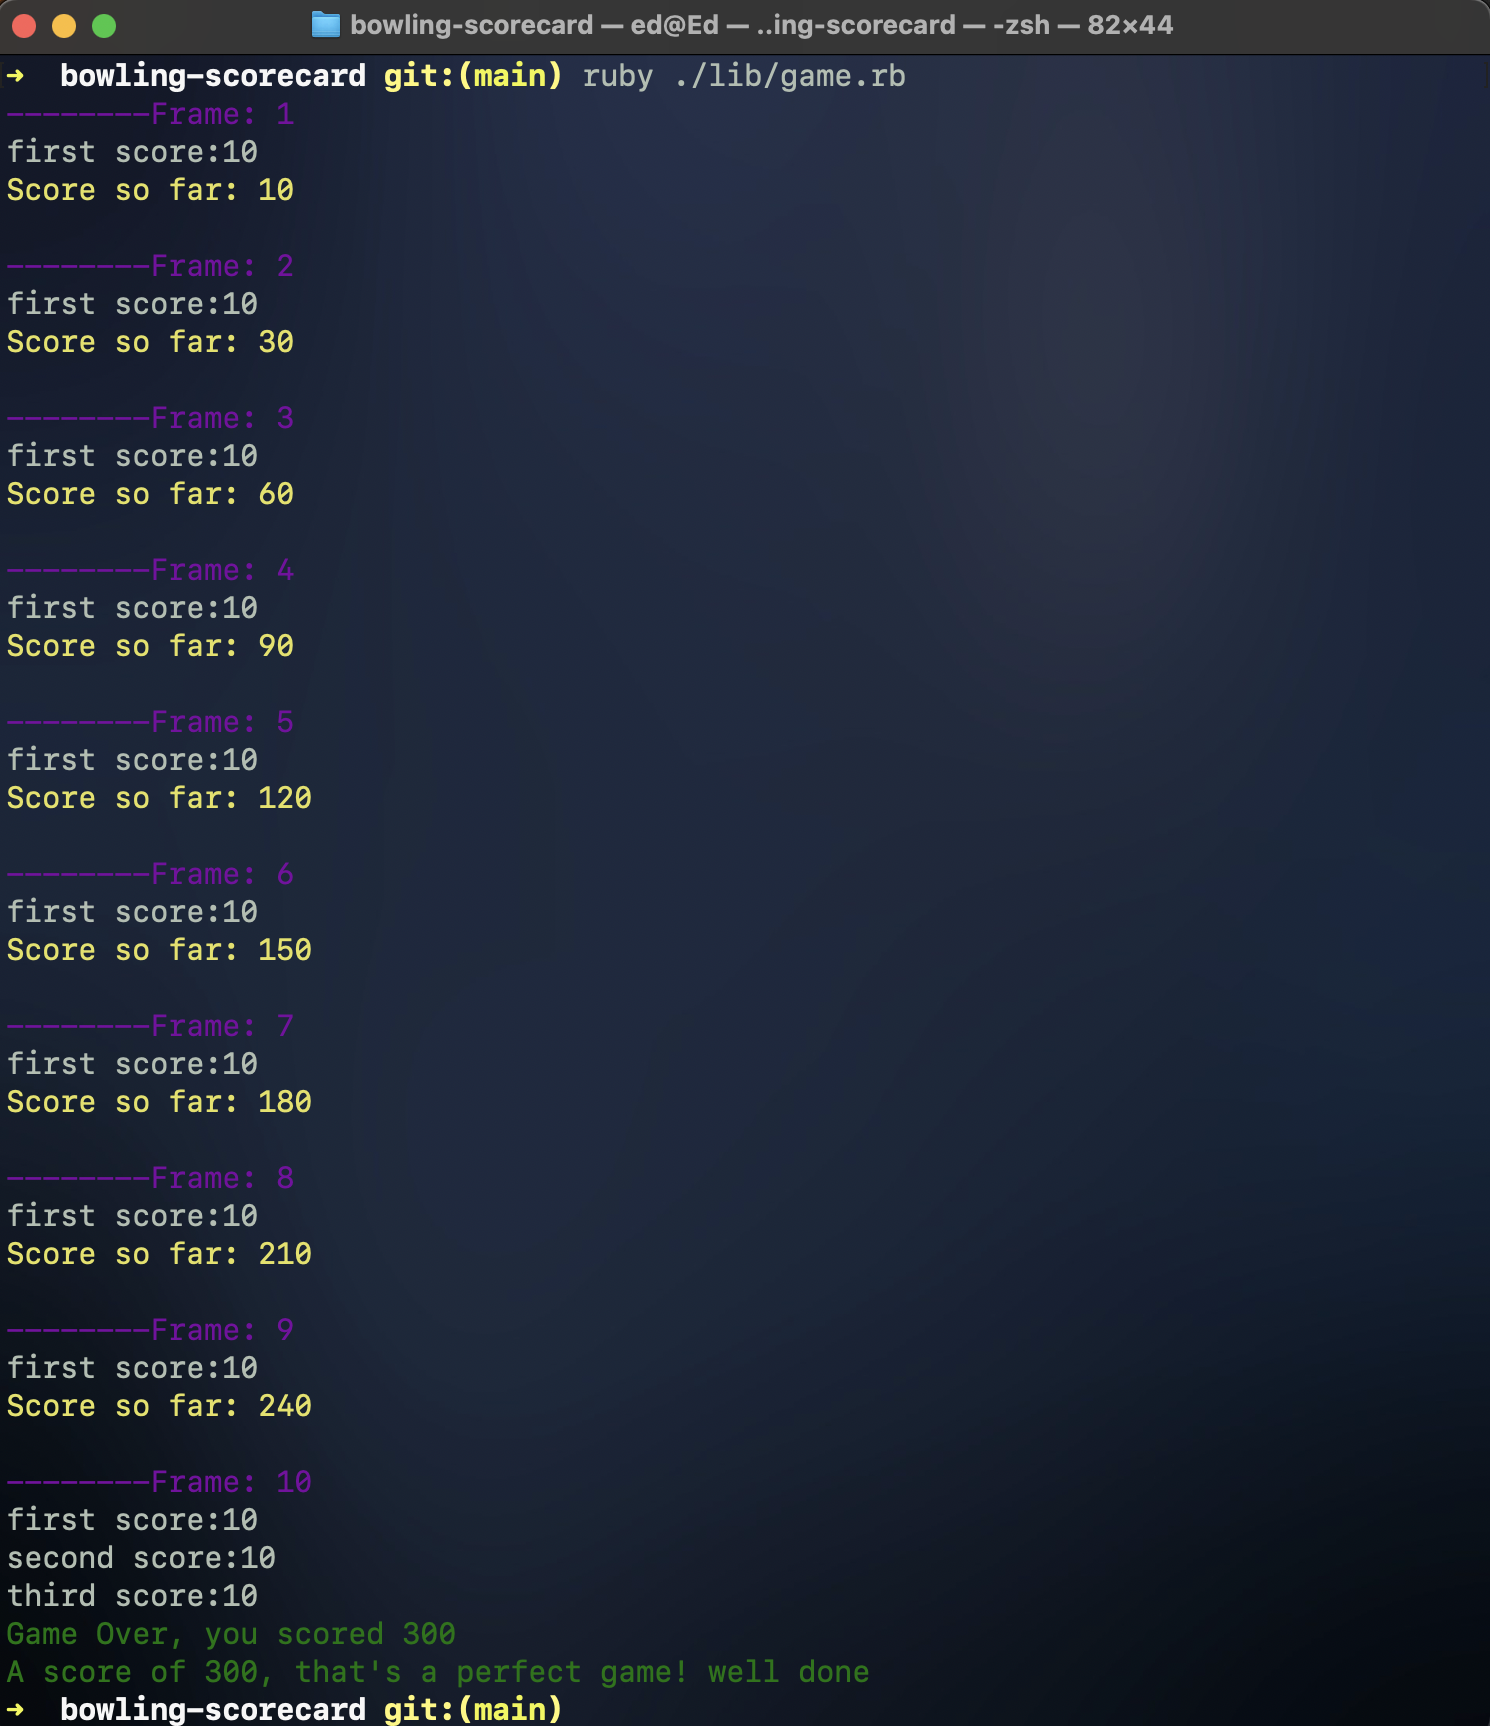 bowling-scorecard — ed@Ed — ..ing-scorecard — -zsh — 82×44
➜  bowling-scorecard git:(main) ruby ./lib/game.rb
--------Frame: 1
first score:10
Score so far: 10
--------Frame: 2
first score:10
Score so far: 30
--------Frame: 3
first score:10
Score so far: 60
--------Frame: 4
first score:10
Score so far: 90
--------Frame: 5
first score:10
Score so far: 120
--------Frame: 6
first score:10
Score so far: 150
--------Frame: 7
first score:10
Score so far: 180
--------Frame: 8
first score:10
Score so far: 210
--------Frame: 9
first score:10
Score so far: 240
--------Frame: 10
first score:10
second score:10
third score:10
Game Over, you scored 300
A score of 300, that's a perfect game! well done
➜  bowling-scorecard git:(main)